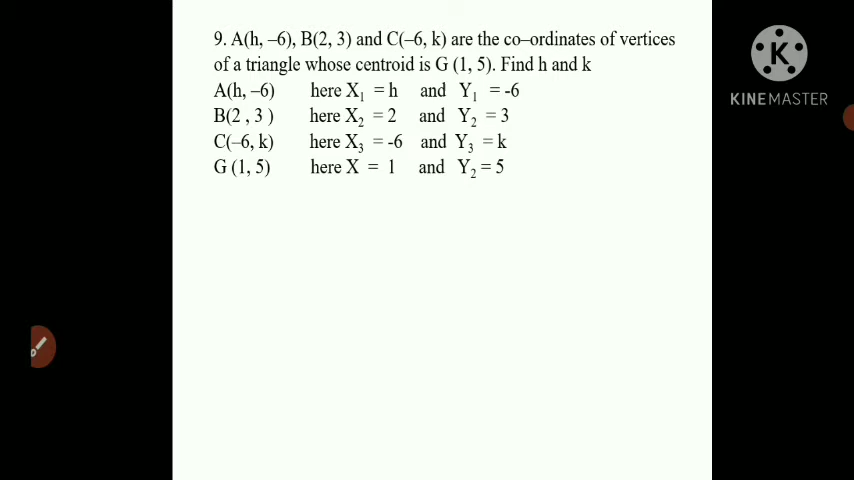 9. A(h, –6), B(2, 3) and C(–6, k) are the co–ordinates of vertices
of a triangle whose centroid is G (1, 5). Find h and k
A(h, –6) here X₁ = h and Y₁ = -6
B(2 , 3 ) here X₂ = 2 and Y₂ = 3
C(–6, k) here X₃ = -6 and Y₃ = k
G (1, 5) here X = 1 and Y₂ = 5
K
KINEMASTER